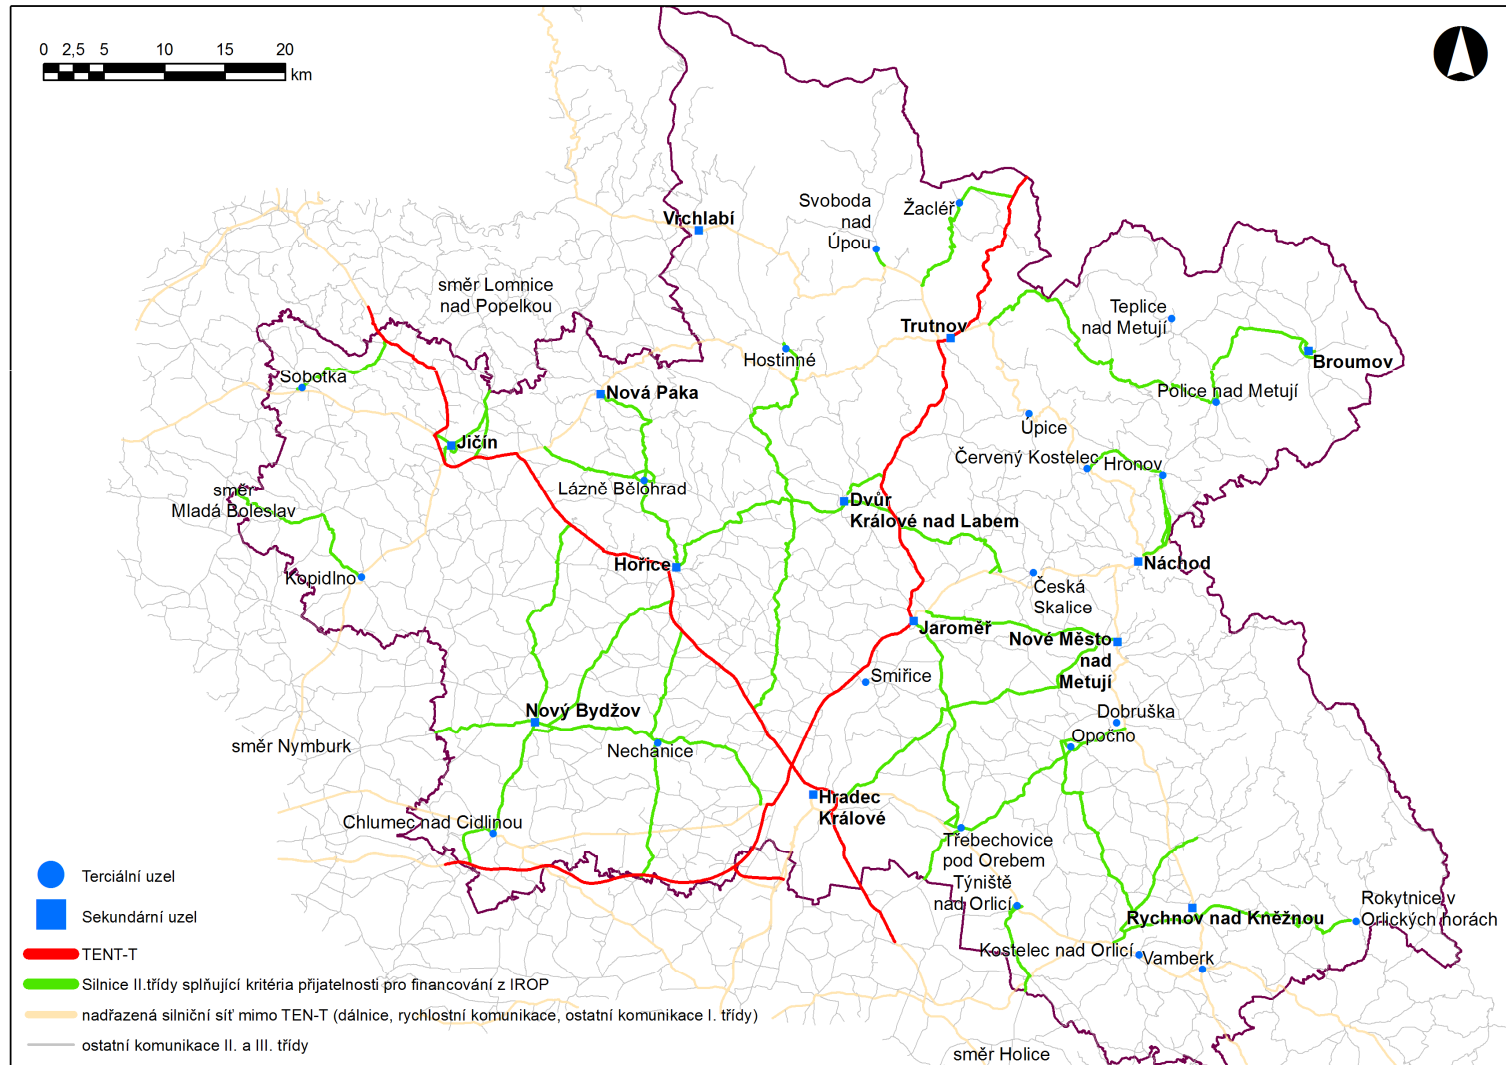 0 2,5 5 10 15 20
km
Vrchlabí
Svoboda
nad
Úpou
Žacléř
směr Lomnice
nad Popelkou
Trutnov
Teplice
nad Metují
Hostinné
Broumov
Sobotka
Nová Paka
Police nad Metují
Úpice
Jičín
Červený Kostelec
Hronov
směr
Mladá Boleslav
Lázně Bělohrad
Dvůr
Králové nad Labem
Hořice
Náchod
Kopidlno
Česká
Skalice
Jaroměř
Nové Město
nad
Metují
Smiřice
Nový Bydžov
Dobruška
Opočno
směr Nymburk
Nechanice
Hradec
Králové
Chlumec nad Cidlinou
Třebechovice
pod Orebem
Týniště
nad Orlicí
Rychnov nad Kněžnou
Rokytnice v
Orlických horách
Kostelec nad Orlicí
Vamberk
směr Holice
Terciální uzel
Sekundární uzel
TENT-T
Silnice II.třídy splňující kritéria přijatelnosti pro financování z IROP
nadřazená silniční síť mimo TEN-T (dálnice, rychlostní komunikace, ostatní komunikace I. třídy)
ostatní komunikace II. a III. třídy